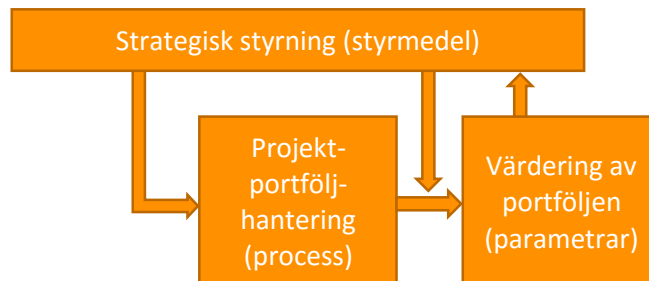 Strategisk styrning (styrmedel)
Projekt-
portfölj-
hantering
(process)
Värdering av
portföljen
(parametrar)